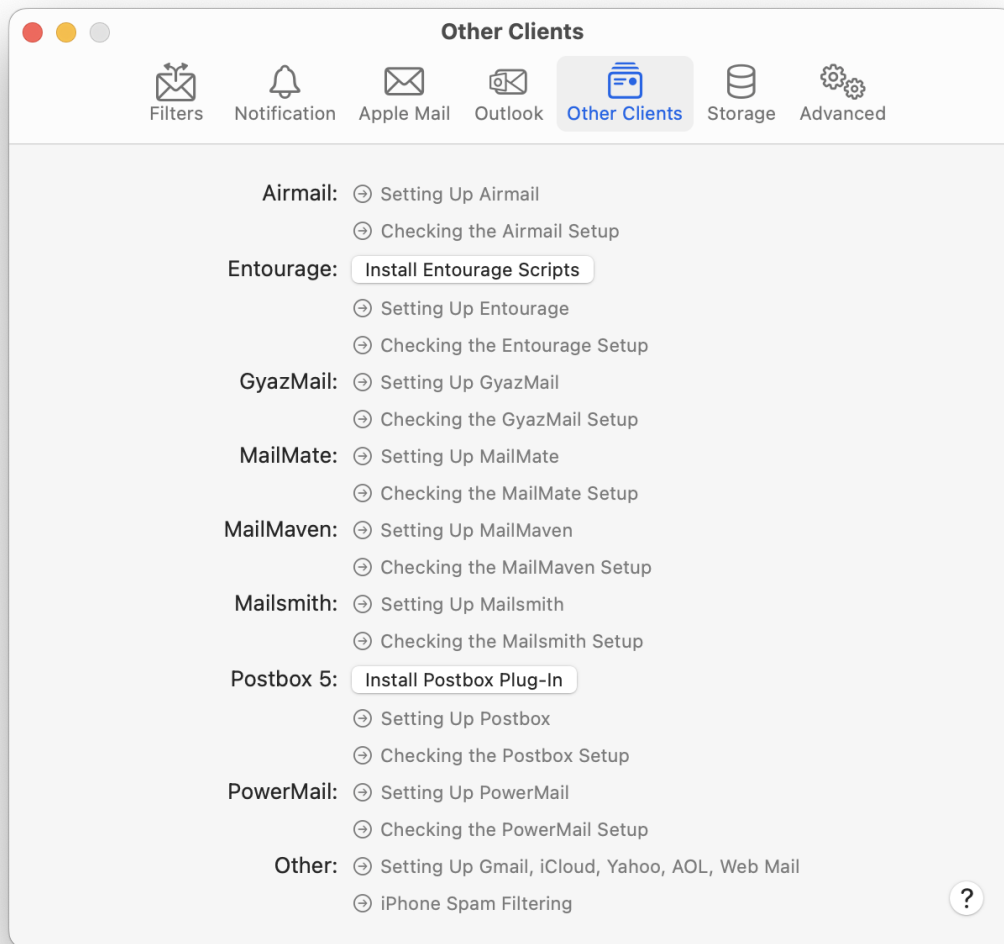 Other Clients
Filters Notification Apple Mail Outlook Other Clients Storage Advanced
Airmail: Setting Up Airmail
Checking the Airmail Setup
Entourage: Install Entourage Scripts
Setting Up Entourage
Checking the Entourage Setup
GyazMail: Setting Up GyazMail
Checking the GyazMail Setup
MailMate: Setting Up MailMate
Checking the MailMate Setup
MailMaven: Setting Up MailMaven
Checking the MailMaven Setup
Mailsmith: Setting Up Mailsmith
Checking the Mailsmith Setup
Postbox 5: Install Postbox Plug-In
Setting Up Postbox
Checking the Postbox Setup
PowerMail: Setting Up PowerMail
Checking the PowerMail Setup
Other: Setting Up Gmail, iCloud, Yahoo, AOL, Web Mail
iPhone Spam Filtering
?